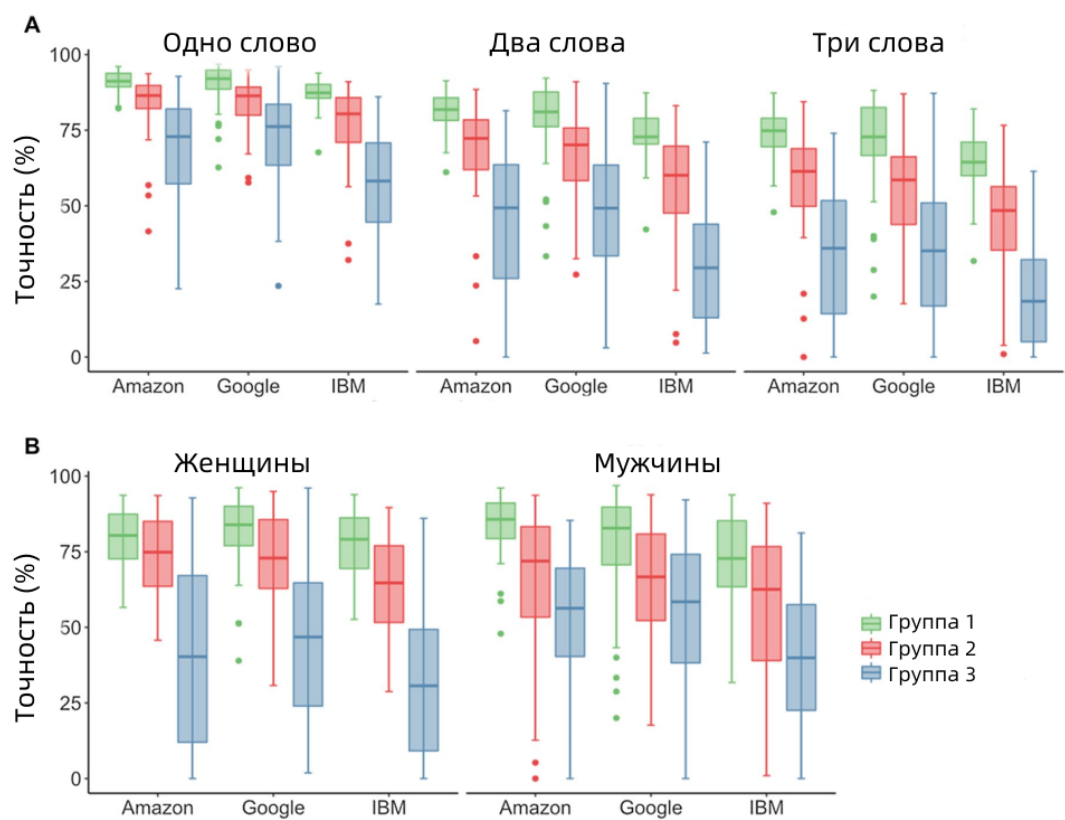 A
Одно слово
Два слова
Три слова
Точность (%)
100
75
50
25
0
Amazon
Google
IBM
Amazon
Google
IBM
Amazon
Google
IBM
B
Женщины
Мужчины
Точность (%)
100
75
50
25
0
Amazon
Google
IBM
Amazon
Google
IBM
Группа 1
Группа 2
Группа 3